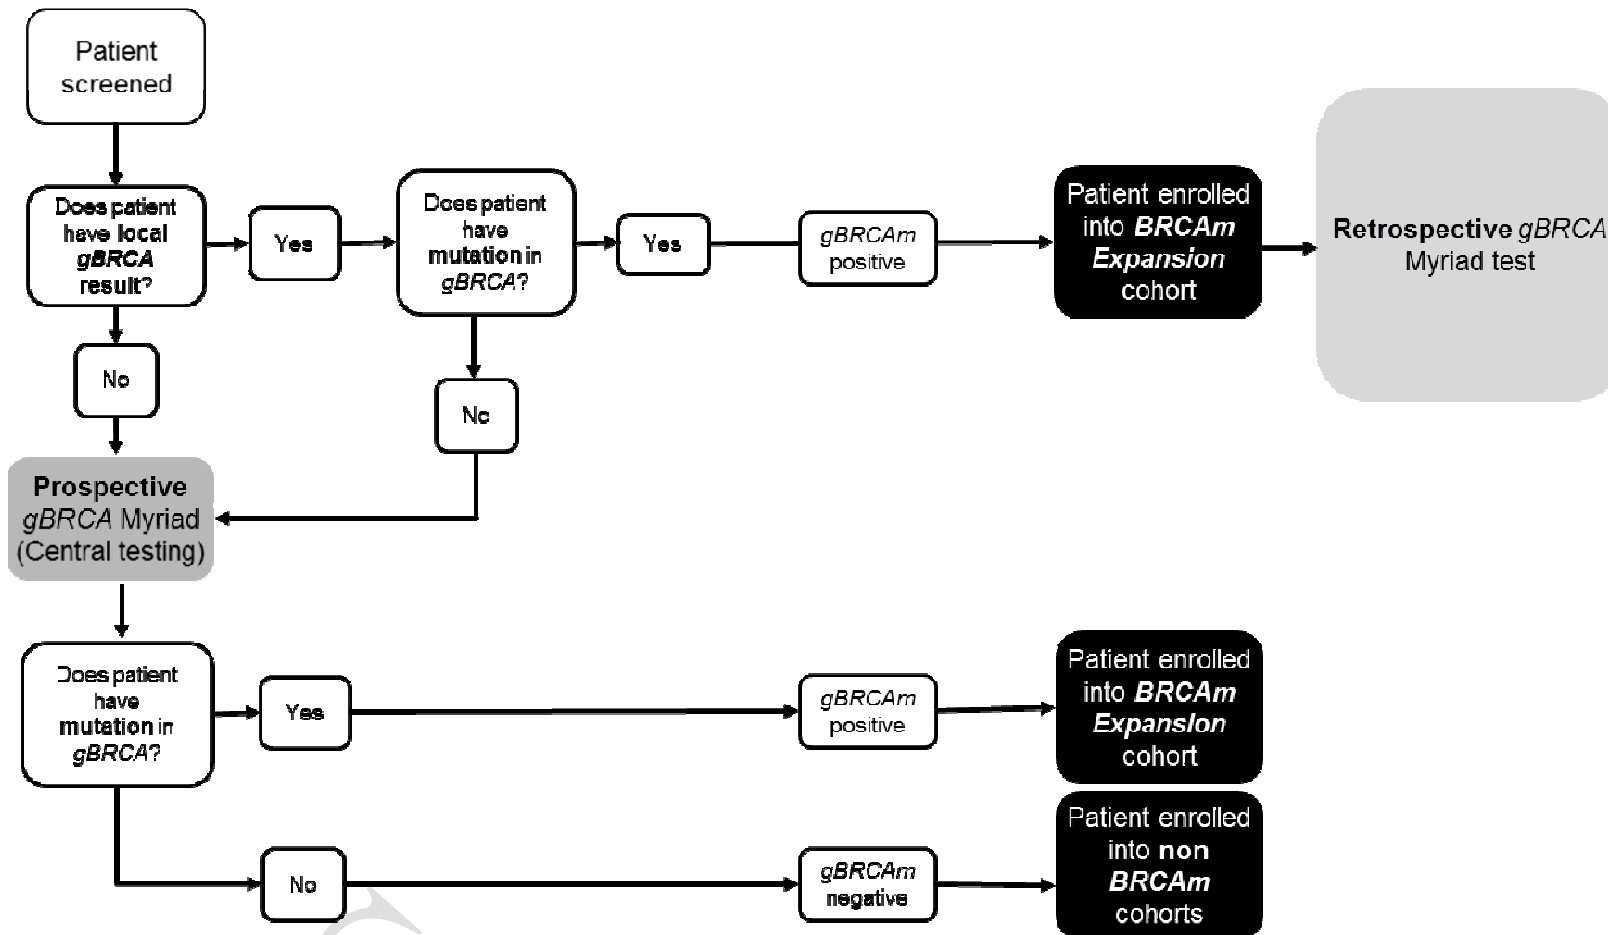 Patient
screened
Does patient
have local
gBRCA
result?
Yes
Does patient
have
mutation in
gBRCA?
Yes
gBRCAm
positive
Patient enrolled
into BRCAm
Expansion
cohort
Retrospective gBRCA
Myriad test
No
No
Prospective
gBRCA Myriad
(Central testing)
Does patient
have
mutation in
gBRCA?
Yes
gBRCAm
positive
Patient enrolled
into BRCAm
Expansion
cohort
No
gBRCAm
negative
Patient enrolled
into non
BRCAm
cohorts